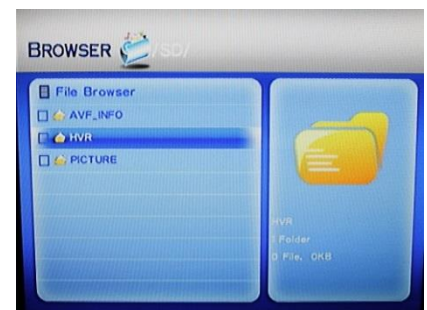 BROWSER /SD/
File Browser
AVF_INFO
HVR
PICTURE
HVR
1 Folder
0 File, 0KB